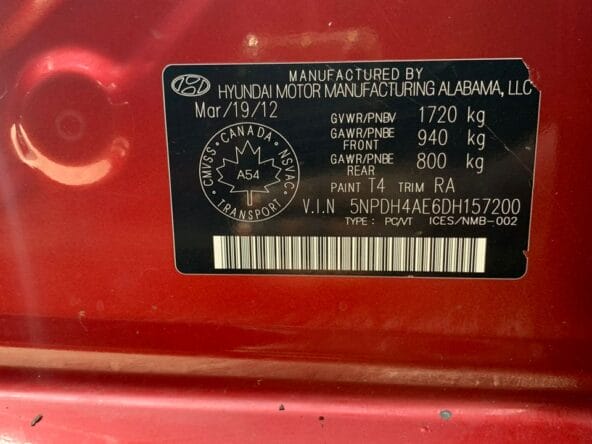 MANUFACTURED BY
HYUNDAI MOTOR MANUFACTURING ALABAMA, LLC
Mar/19/12
GVWR/PNBV 1720 kg
GAWR/PNBE FRONT 940 kg
GAWR/PNBE REAR 800 kg
CANADA
CMVSS NSVAC
A54
TRANSPORT
PAINT T4 TRIM RA
V.I.N 5NPDH4AE6DH157200
TYPE : PC/VT ICES/NMB-002